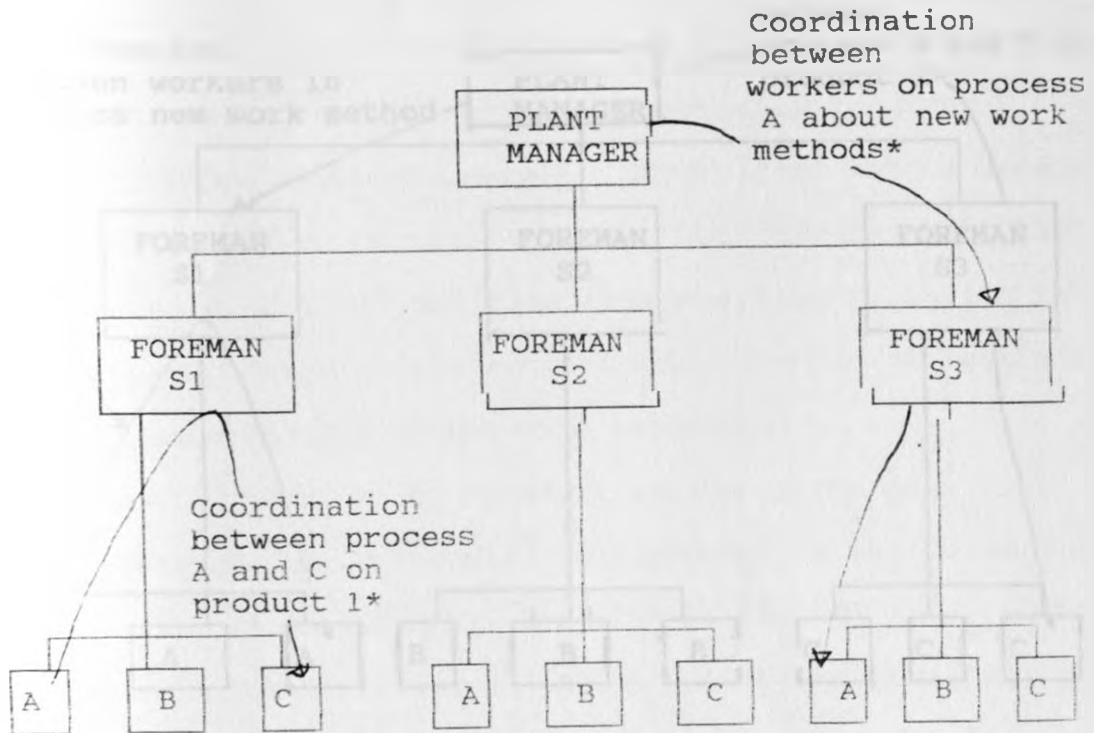 Coordination
between
workers on process
A about new work
methods*
PLANT
MANAGER
FOREMAN
S1
FOREMAN
S2
FOREMAN
S3
Coordination
between process
A and C on
product 1*
A
B
C
A
B
C
A
B
C